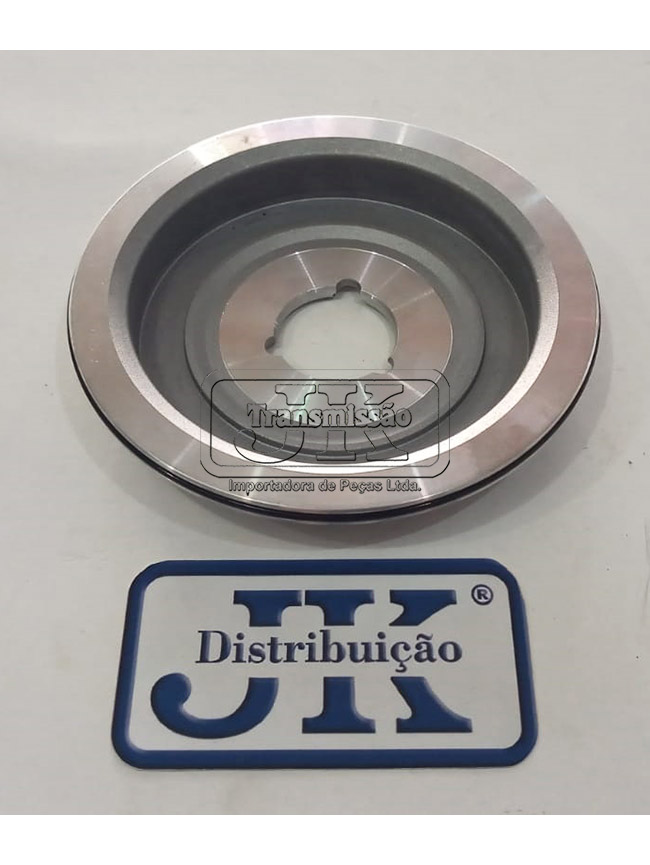 JK
Transmissão
Importadora de Peças Ltda.
JK ®
Distribuição